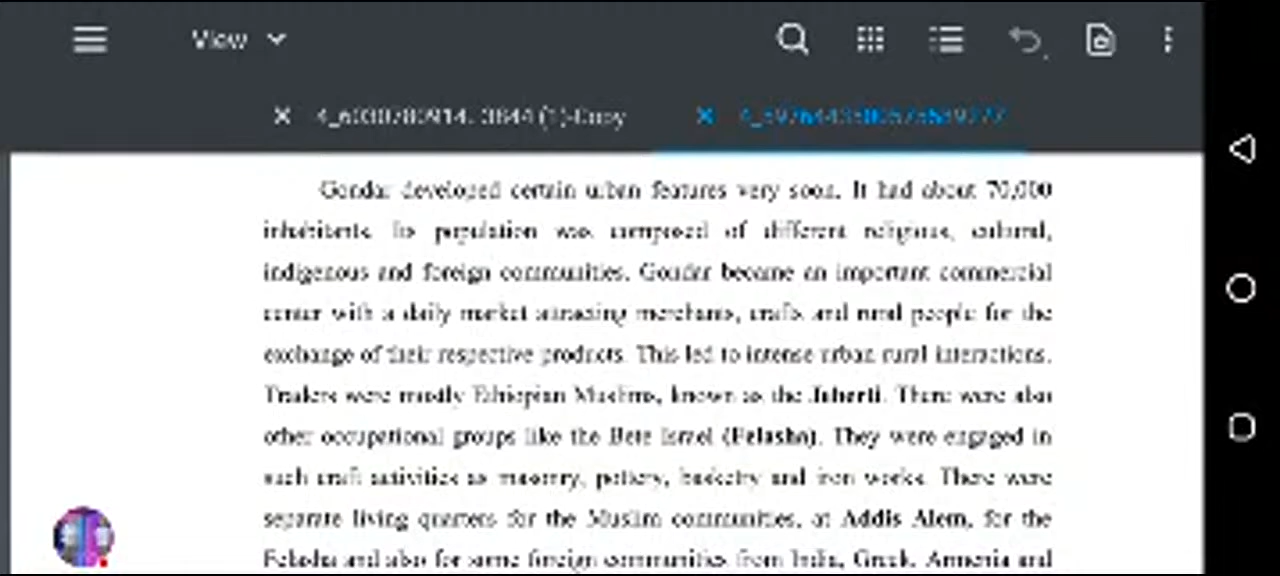 View
4_6030780914...3844 (1)-Copy
Gondar developed certain urban features very soon. It had about 70,000
inhabitants. Its population was composed of different religious, cultural,
indigenous and foreign communities. Gondar became an important commercial
center with a daily market attracting merchants, crafts and rural people for the
exchange of their respective products. This led to intense urban rural interactions.
Traders were mostly Ethiopian Muslims, known as the Jeberti. There were also
other occupational groups like the Bete Israel (Felasha). They were engaged in
such craft activities as masonry, pottery, basketry and iron works. There were
separate living quarters for the Muslim communities, at Addis Alem, for the
Felasha and also for some foreign communities from India, Greek, Armenia and